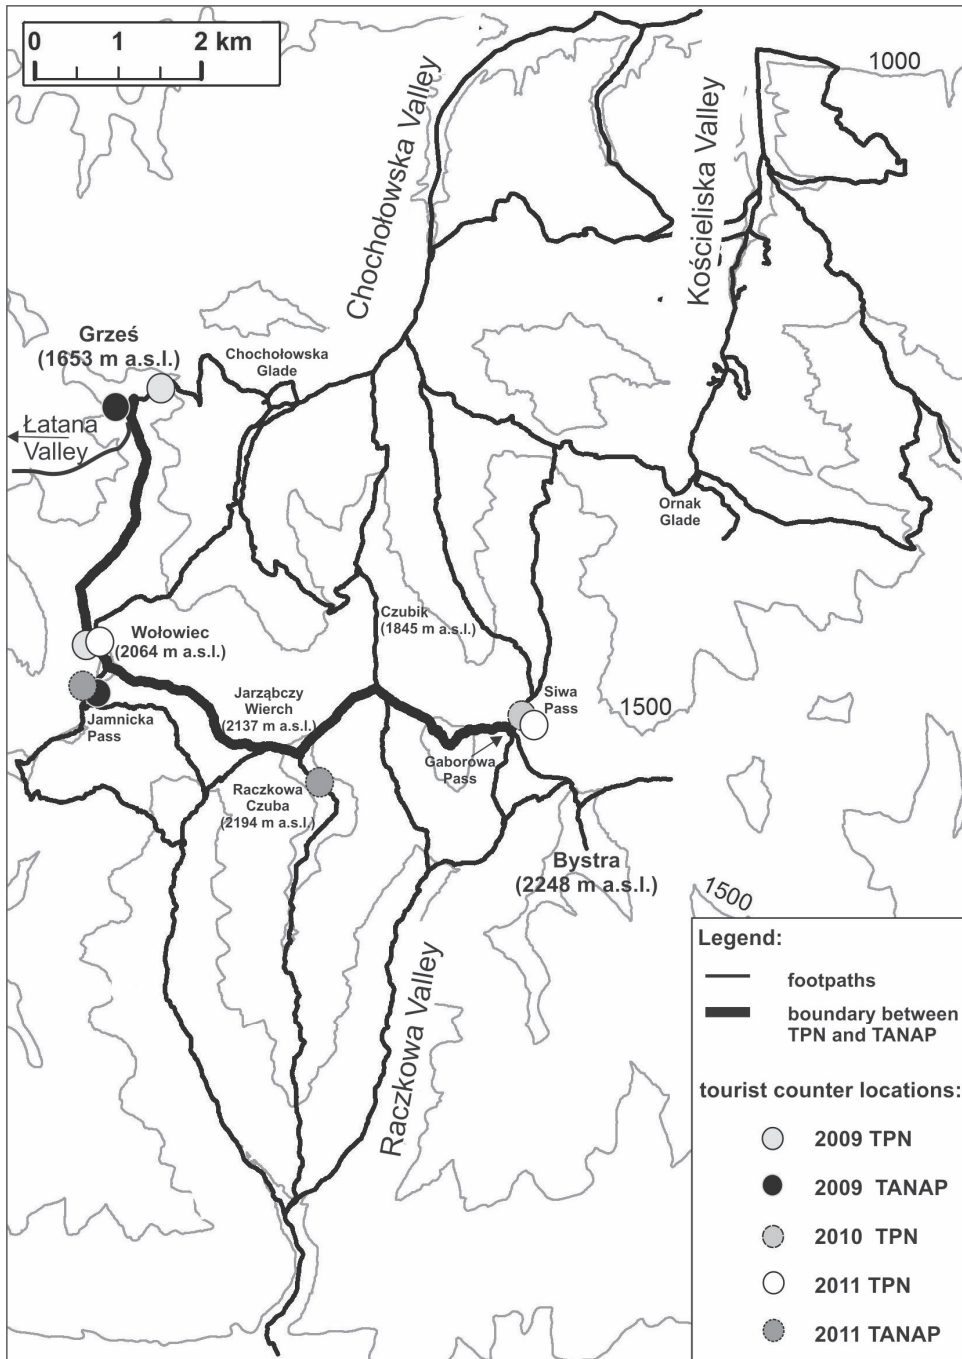 0 1 2 km
Chochołowska Valley
Kościeliska Valley
1000
Grześ
(1653 m a.s.l.)
Chochołowska
Glade
Łatana
Valley
Ornak
Glade
Czubik
(1845 m a.s.l.)
Wołowiec
(2064 m a.s.l.)
Jarząbczy
Wierch
(2137 m a.s.l.)
Siwa
Pass
1500
Jamnicka
Pass
Gaborowa
Pass
Raczkowa
Czuba
(2194 m a.s.l.)
Bystra
(2248 m a.s.l.)
1500
Raczkowa Valley
Legend:
footpaths
boundary between
TPN and TANAP
tourist counter locations:
2009 TPN
2009 TANAP
2010 TPN
2011 TPN
2011 TANAP